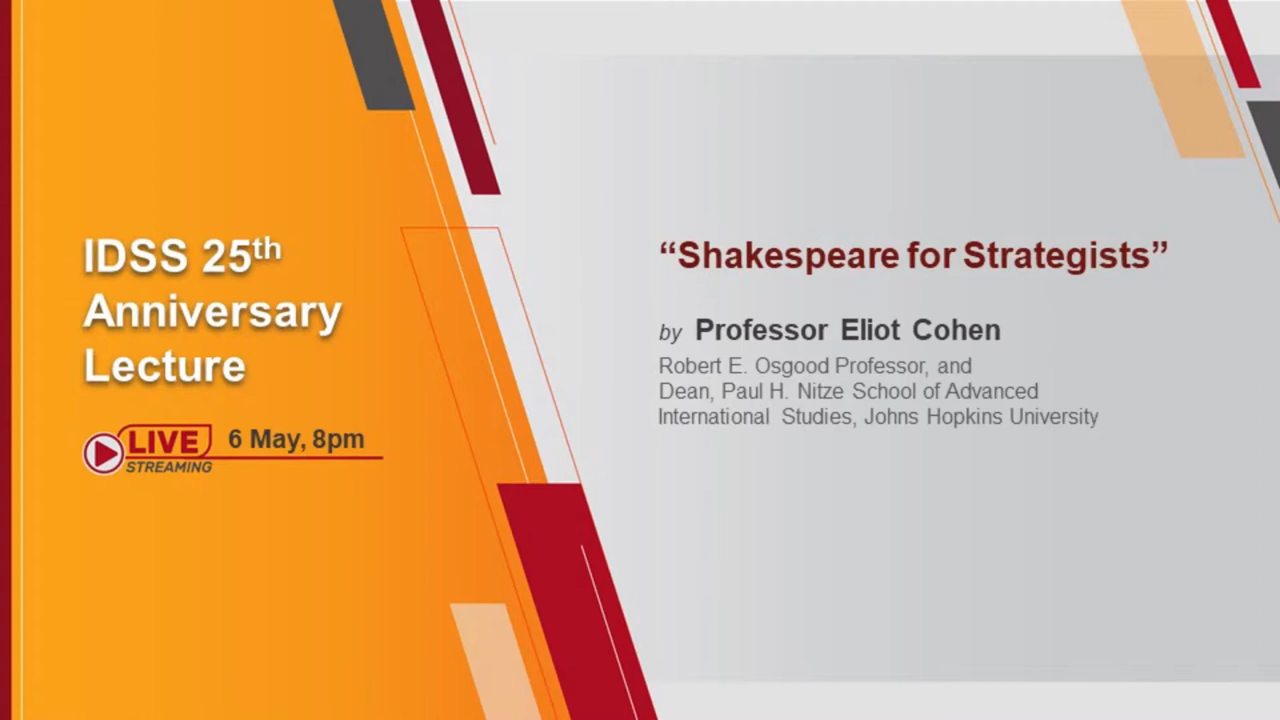 IDSS 25th
Anniversary
Lecture
LIVE
STREAMING
6 May, 8pm
“Shakespeare for Strategists”
by Professor Eliot Cohen
Robert E. Osgood Professor, and
Dean, Paul H. Nitze School of Advanced
International Studies, Johns Hopkins University